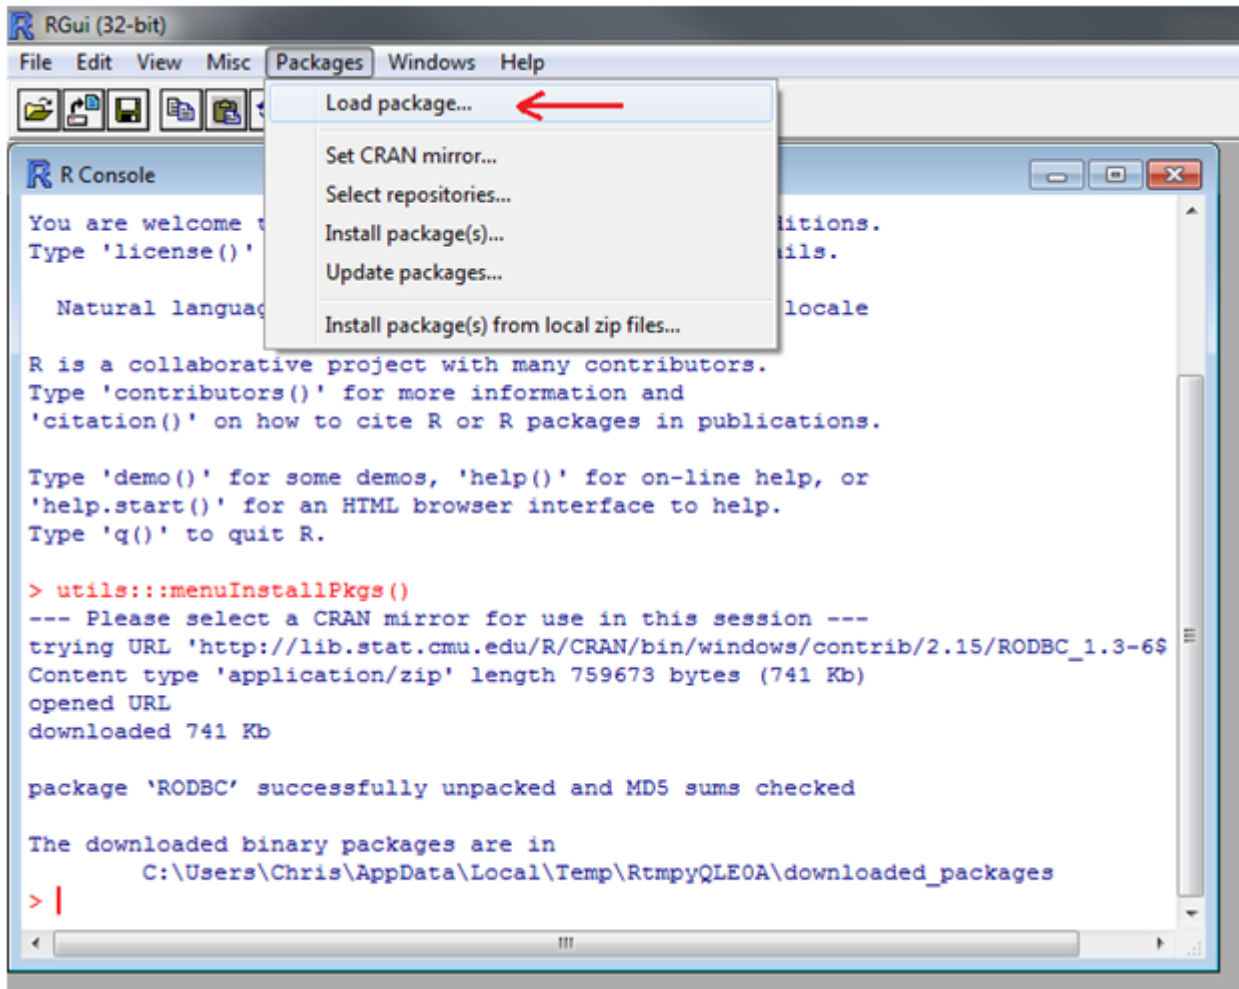 RGui (32-bit)
File Edit View Misc Packages Windows Help
Load package...
Set CRAN mirror...
Select repositories...
Install package(s)...
Update packages...
Install package(s) from local zip files...
R Console
You are welcome
Type 'license()'
Natural locale
R is a collaborative project with many contributors.
Type 'contributors()' for more information and
'citation()' on how to cite R or R packages in publications.
Type 'demo()' for some demos, 'help()' for on-line help, or
'help.start()' for an HTML browser interface to help.
Type 'q()' to quit R.
> utils:::menuInstallPkgs()
--- Please select a CRAN mirror for use in this session ---
trying URL 'http://lib.stat.cmu.edu/R/CRAN/bin/windows/contrib/2.15/RODBC_1.3-6$
Content type 'application/zip' length 759673 bytes (741 Kb)
opened URL
downloaded 741 Kb
package ‘RODBC’ successfully unpacked and MD5 sums checked
The downloaded binary packages are in
C:\Users\Chris\AppData\Local\Temp\RtmpyQLE0A\downloaded_packages
>